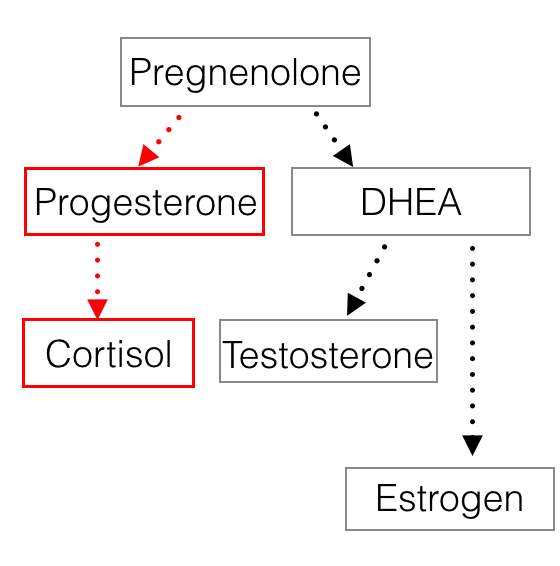 Pregnenolone
Progesterone
DHEA
Cortisol
Testosterone
Estrogen